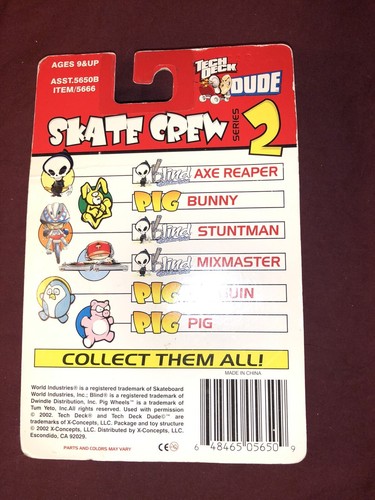 AGES 9&UP
ASST.5650B
ITEM/5666
TECH DECK DUDE
SKATE CREW
SERIES 2
blind AXE REAPER
PIG BUNNY
blind STUNTMAN
blind MIXMASTER
PIG
PIG PIG
COLLECT THEM ALL!
MADE IN CHINA
World Industries® is a registered trademark of Skateboard
World Industries, Inc.; Blind® is a registered trademark of
Dwindle Distribution, Inc. Pig Wheels™ is a trademark of
Tum Yeto, Inc.All rights reserved. Used with permission
© 2002. Tech Deck® and Tech Deck Dude™ are
trademarks of X-Concepts, LLC. Package and toy structure
© 2002 X-Concepts, LLC. Distributed by X-Concepts, LLC.
Escondido, CA 92029.
PARTS AND COLORS MAY VARY
CE
6 48465 05650 9